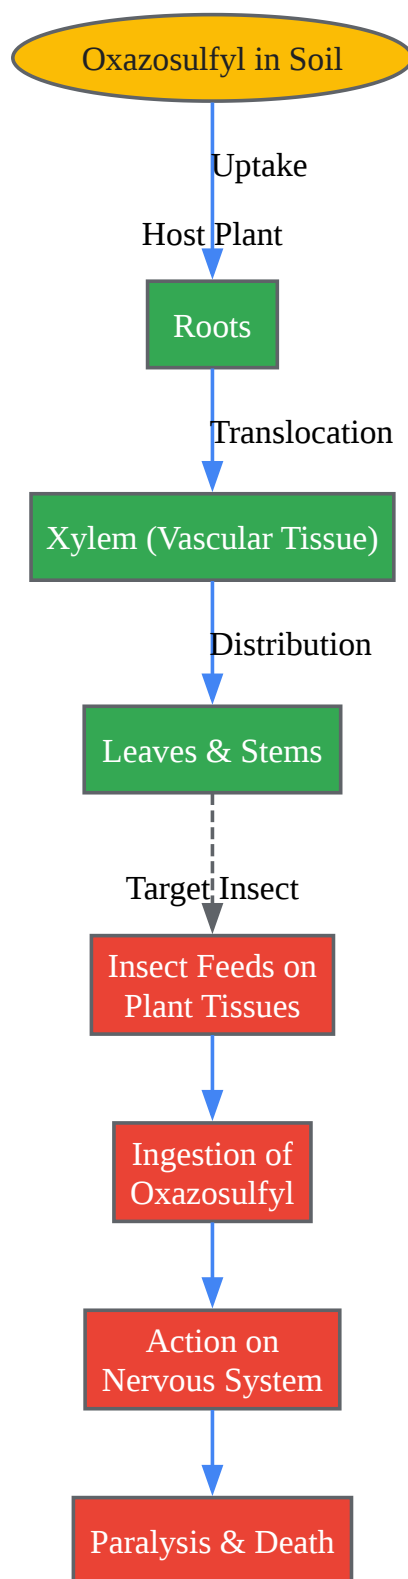 Oxazosulfyl in Soil
Uptake
Host Plant
Roots
Translocation
Xylem (Vascular Tissue)
Distribution
Leaves & Stems
Target Insect
Insect Feeds on
Plant Tissues
Ingestion of
Oxazosulfyl
Action on
Nervous System
Paralysis & Death